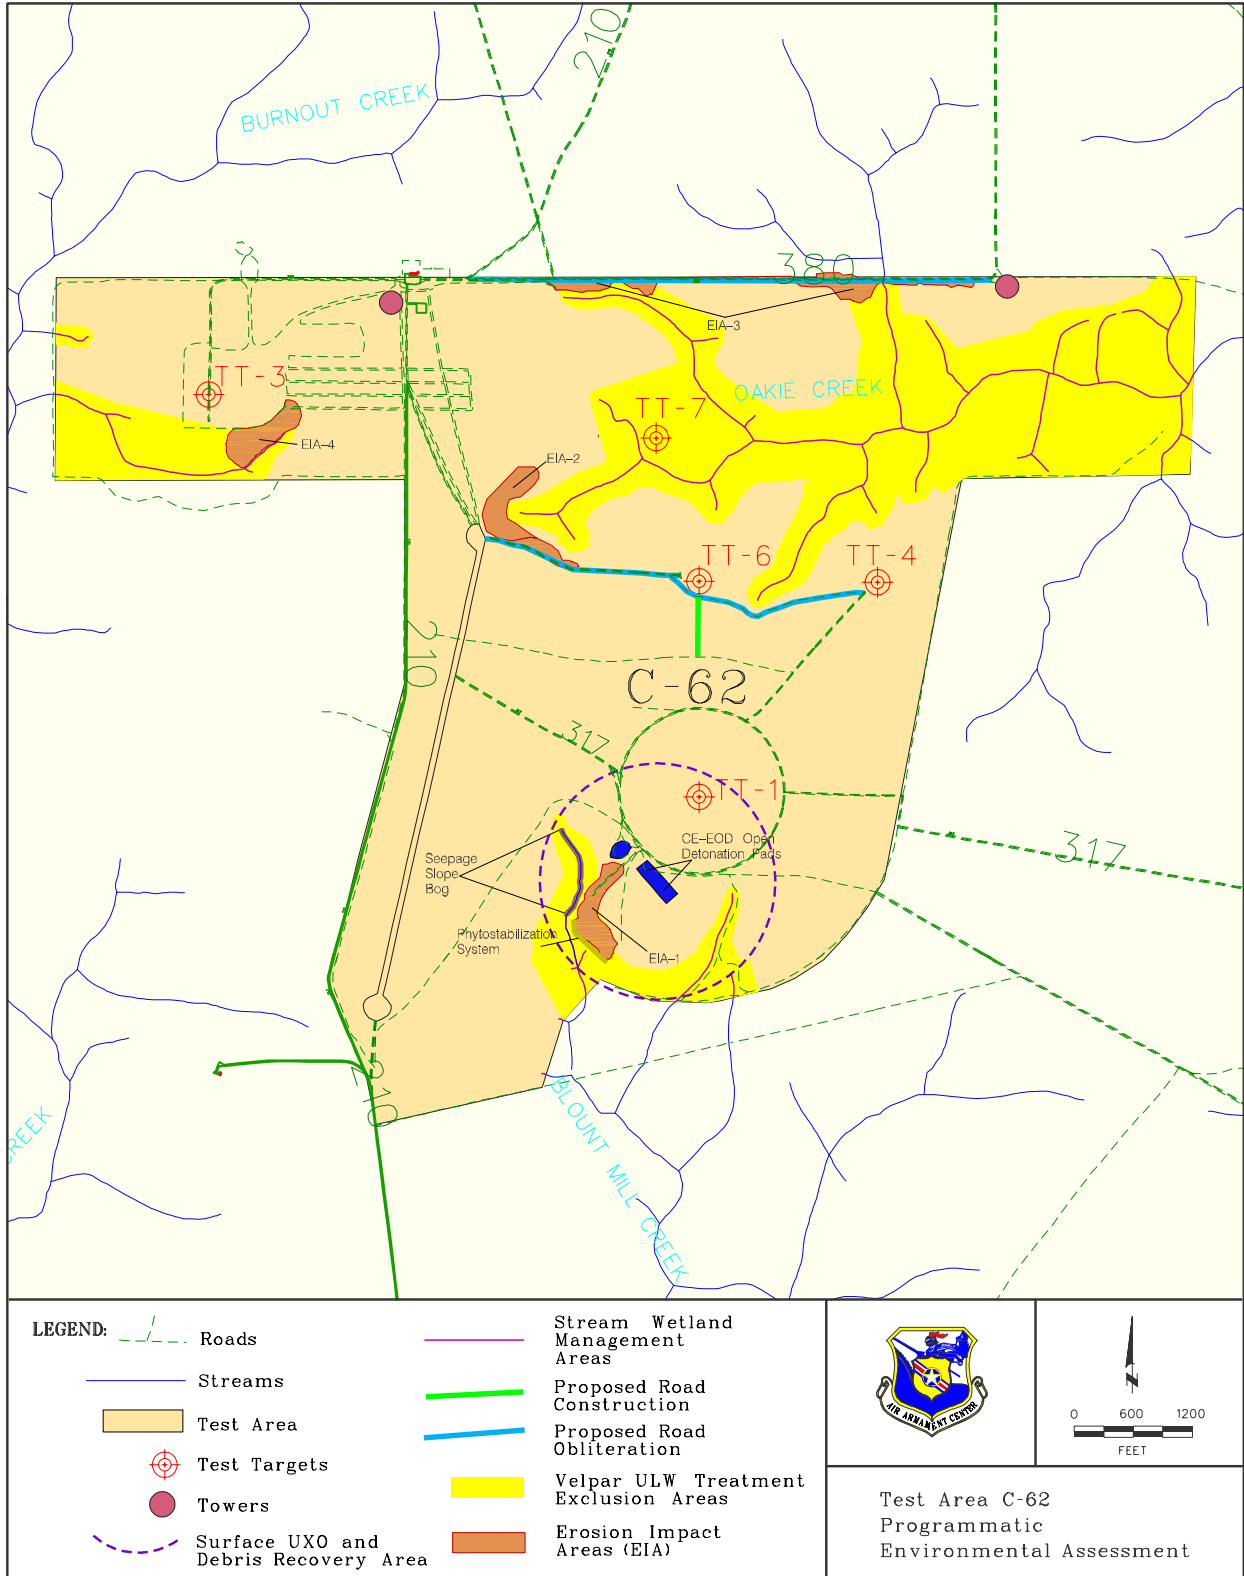 210
BURNOUT CREEK
380
EIA-3
TT-3
OAKIE CREEK
TT-7
EIA-4
EIA-2
TT-6
TT-4
210
C-62
317
TT-1
CE-EOD Open
Detonation Pads
317
Seepage
Slope
Bog
Phytostabilization
System
EIA-1
210
CREEK
BLOUNT MILL CREEK
LEGEND:
Roads
Streams
Test Area
Test Targets
Towers
Surface UXO and
Debris Recovery Area
Stream Wetland
Management
Areas
Proposed Road
Construction
Proposed Road
Obliteration
Velpar ULW Treatment
Exclusion Areas
Erosion Impact
Areas (EIA)
AIR ARMAMENT CENTER
N
0 600 1200
FEET
Test Area C-62
Programmatic
Environmental Assessment